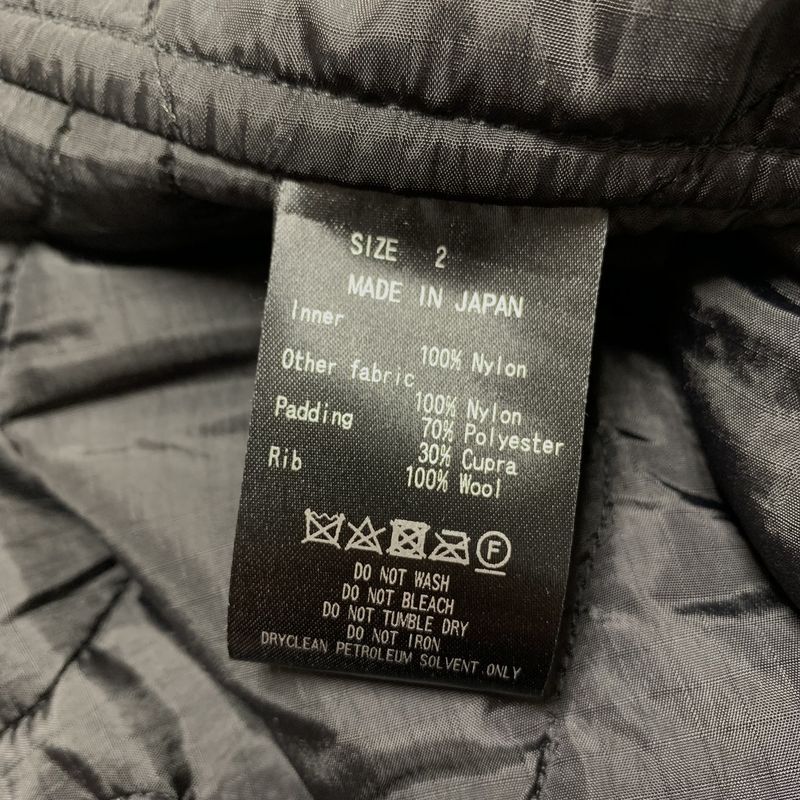 SIZE 2
MADE IN JAPAN
Inner
100% Nylon
Other fabric
100% Nylon
Padding
70% Polyester
30% Cupra
Rib
100% Wool
F
DO NOT WASH
DO NOT BLEACH
DO NOT TUMBLE DRY
DO NOT IRON
DRYCLEAN PETROLEUM SOLVENT ONLY